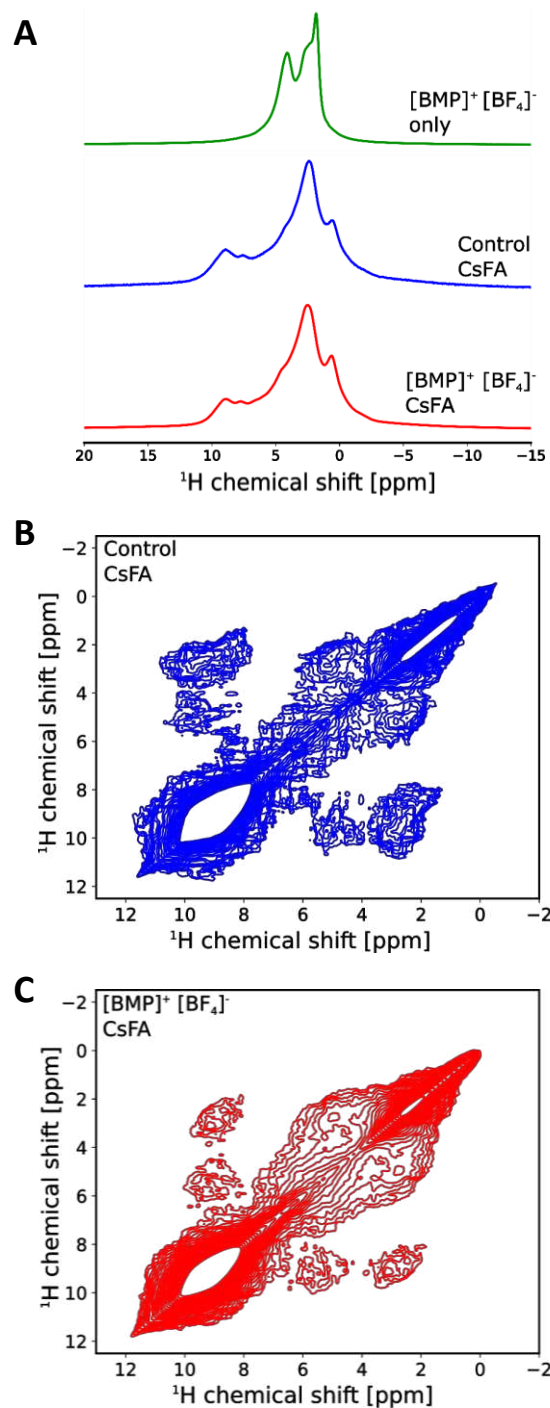 A
[BMP]⁺ [BF₄]⁻
only
Control
CsFA
[BMP]⁺ [BF₄]⁻
CsFA
20 15 10 5 0 −5 −10 −15
¹H chemical shift [ppm]
B
Control
CsFA
−2
0
2
4
6
8
10
12
¹H chemical shift [ppm]
12 10 8 6 4 2 0 −2
¹H chemical shift [ppm]
C
[BMP]⁺ [BF₄]⁻
CsFA
−2
0
2
4
6
8
10
12
¹H chemical shift [ppm]
12 10 8 6 4 2 0 −2
¹H chemical shift [ppm]